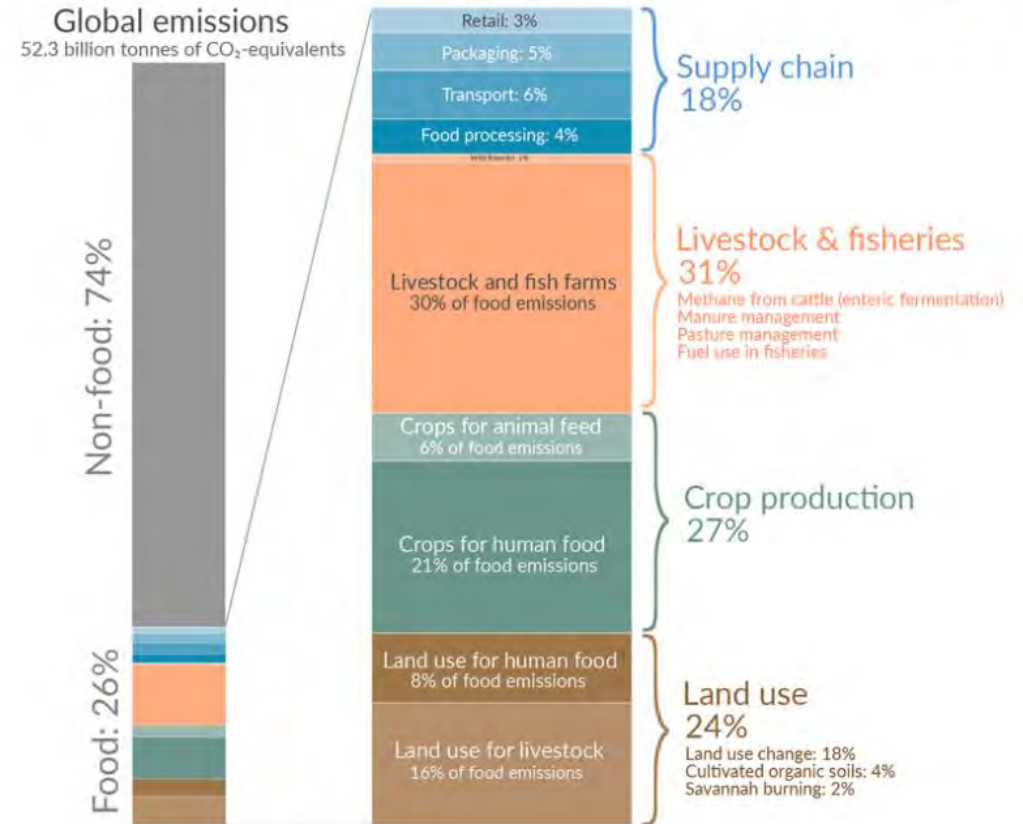 Global emissions
52.3 billion tonnes of CO₂-equivalents
Non-food: 74%
Food: 26%
Retail: 3%
Packaging: 5%
Transport: 6%
Food processing: 4%
Supply chain
18%
Livestock and fish farms
30% of food emissions
Livestock & fisheries
31%
Methane from cattle (enteric fermentation)
Manure management
Pasture management
Fuel use in fisheries
Crops for animal feed
6% of food emissions
Crops for human food
21% of food emissions
Crop production
27%
Land use for human food
8% of food emissions
Land use for livestock
16% of food emissions
Land use
24%
Land use change: 18%
Cultivated organic soils: 4%
Savannah burning: 2%